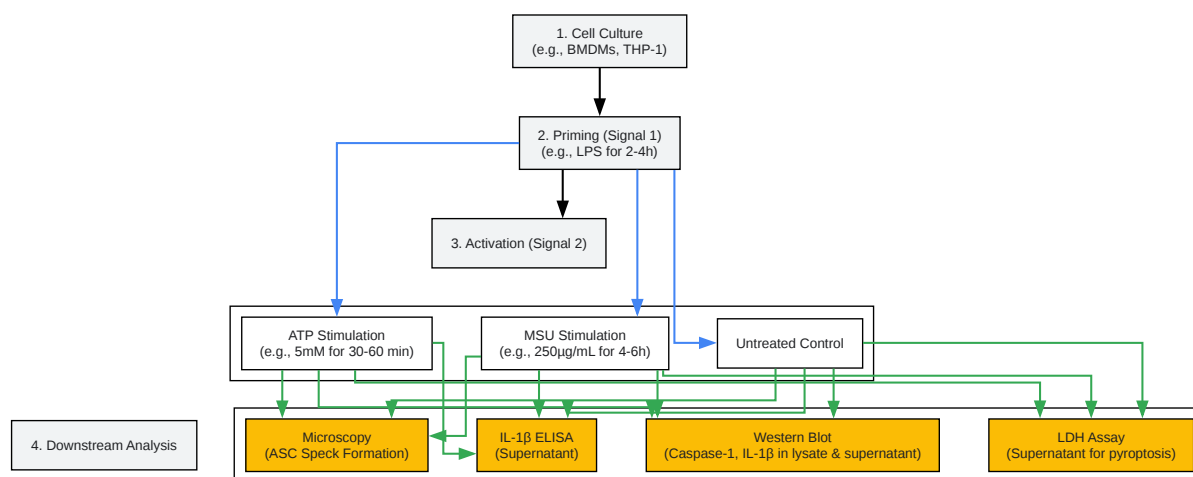 1. Cell Culture
(e.g., BMDMs, THP-1)
2. Priming (Signal 1)
(e.g., LPS for 2-4h)
3. Activation (Signal 2)
ATP Stimulation
(e.g., 5mM for 30-60 min)
MSU Stimulation
(e.g., 250µg/mL for 4-6h)
Untreated Control
4. Downstream Analysis
Microscopy
(ASC Speck Formation)
IL-1β ELISA
(Supernatant)
Western Blot
(Caspase-1, IL-1β in lysate & supernatant)
LDH Assay
(Supernatant for pyroptosis)